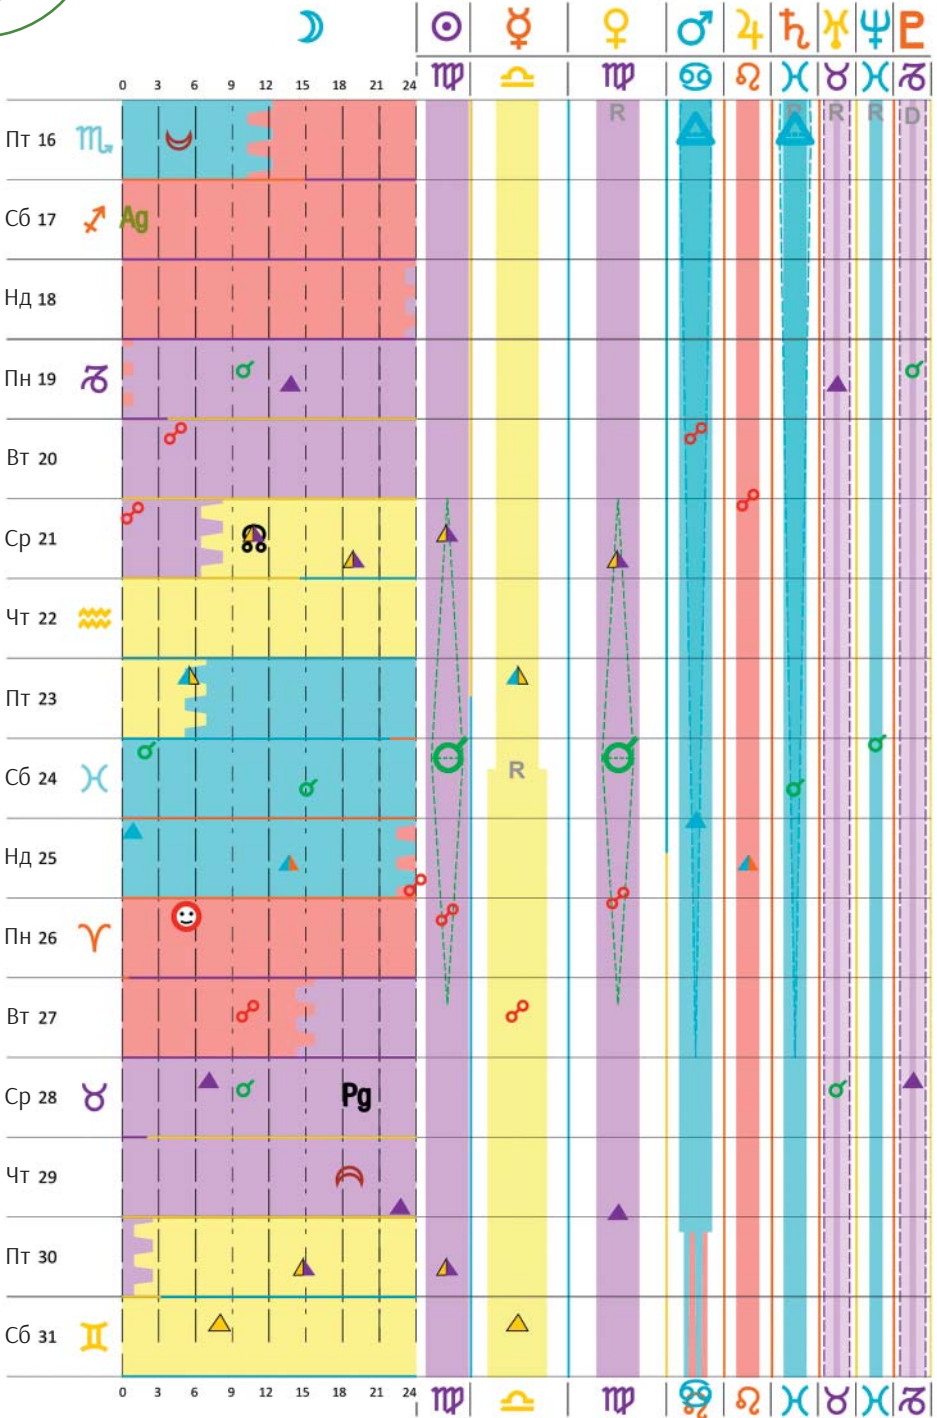 ☽ ☉ ☿ ♀ ♂ ♃ ♄ ♅ ♆ ♇
0 3 6 9 12 15 18 21 24 ♍ ♎ ♍ ♋ ♌ ♓ ♉ ♓ ♑
Пт 16 ♏ R R R R D
Сб 17 ♐ Ag
Нд 18
Пн 19 ♑
Вт 20
Ср 21
Чт 22 ♒
Пт 23
Сб 24 ♓ R
Нд 25
Пн 26 ♈
Вт 27
Ср 28 ♉ Pg
Чт 29
Пт 30
Сб 31 ♊
0 3 6 9 12 15 18 21 24 ♍ ♎ ♍ ♋ ♌ ♓ ♉ ♓ ♑